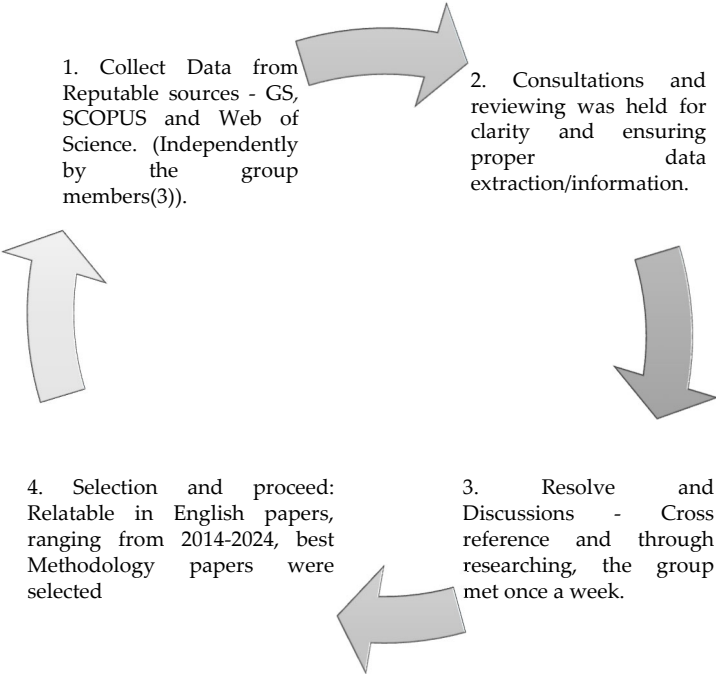 1. Collect Data from
Reputable sources - GS,
SCOPUS and Web of
Science. (Independently
by the group
members(3)).
2. Consultations and
reviewing was held for
clarity and ensuring
proper data
extraction/information.
3. Resolve and
Discussions - Cross
reference and through
researching, the group
met once a week.
4. Selection and proceed:
Relatable in English papers,
ranging from 2014-2024, best
Methodology papers were
selected